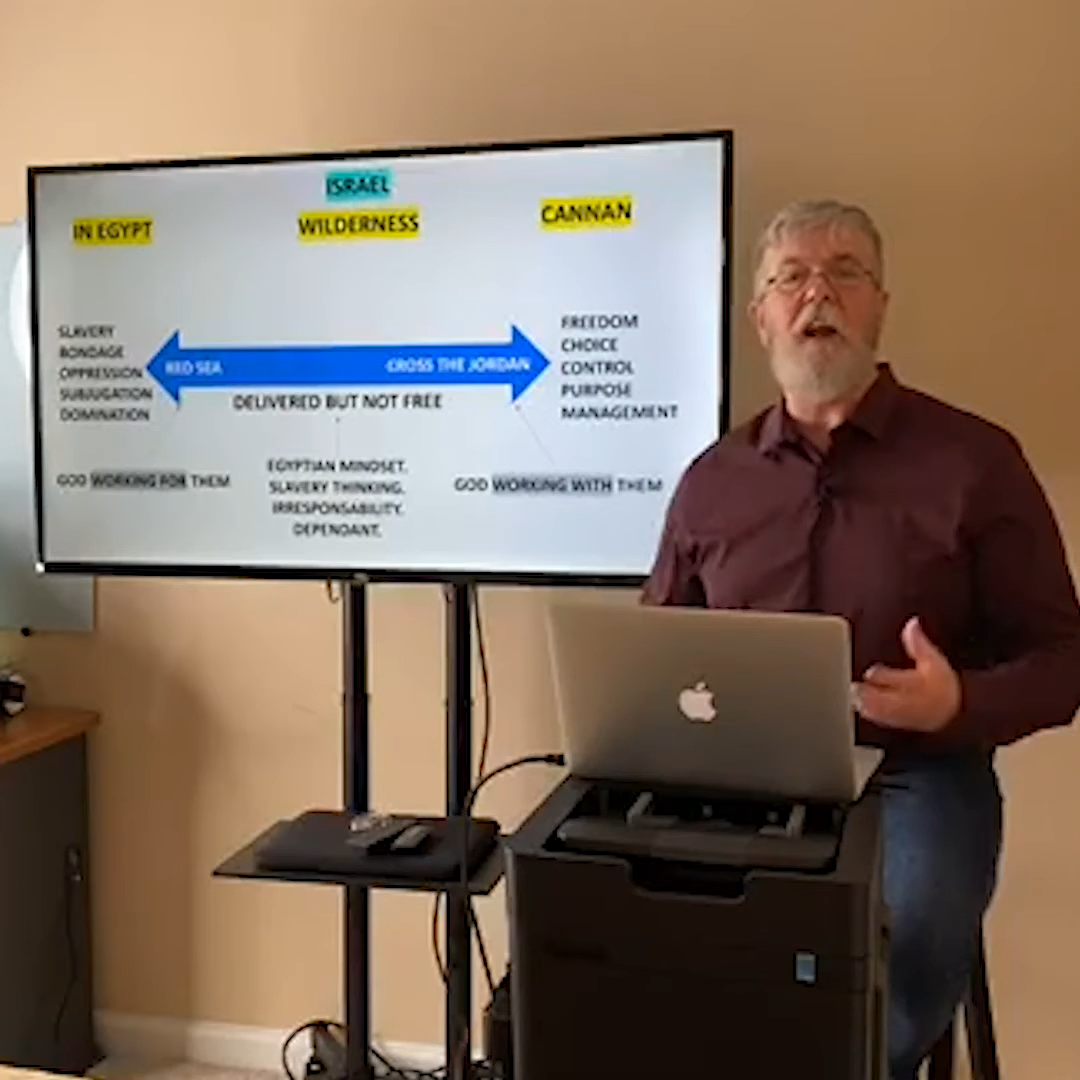 ISRAEL
IN EGYPT
WILDERNESS
CANNAN
SLAVERY
BONDAGE
OPPRESSION
SUBJUGATION
DOMINATION
RED SEA
CROSS THE JORDAN
DELIVERED BUT NOT FREE
FREEDOM
CHOICE
CONTROL
PURPOSE
MANAGEMENT
GOD WORKING FOR THEM
EGYPTIAN MINDSET.
SLAVERY THINKING.
IRRESPONSABILITY.
DEPENDANT.
GOD WORKING WITH THEM